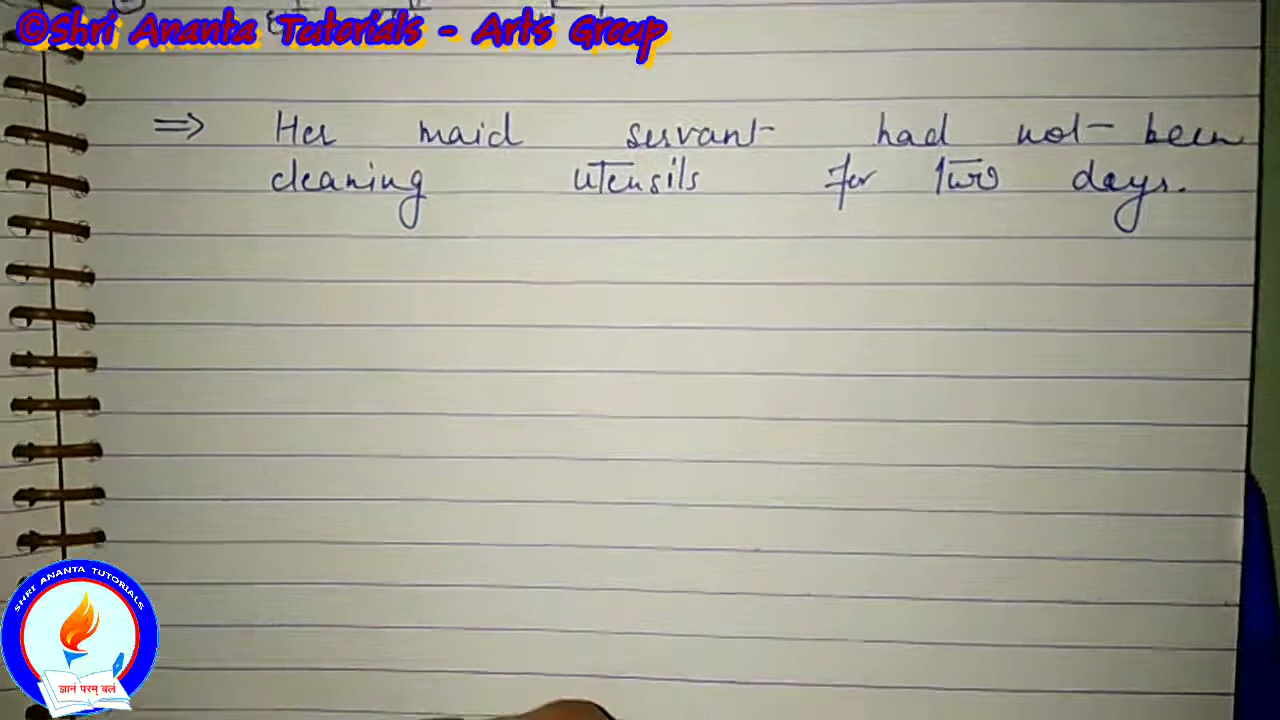 ©Shri Ananta Tutorials - Arts Group
⇒ Her maid servant had not been
cleaning utensils for two days.
SHRI ANANTA TUTORIALS
ज्ञानं परमं बलं